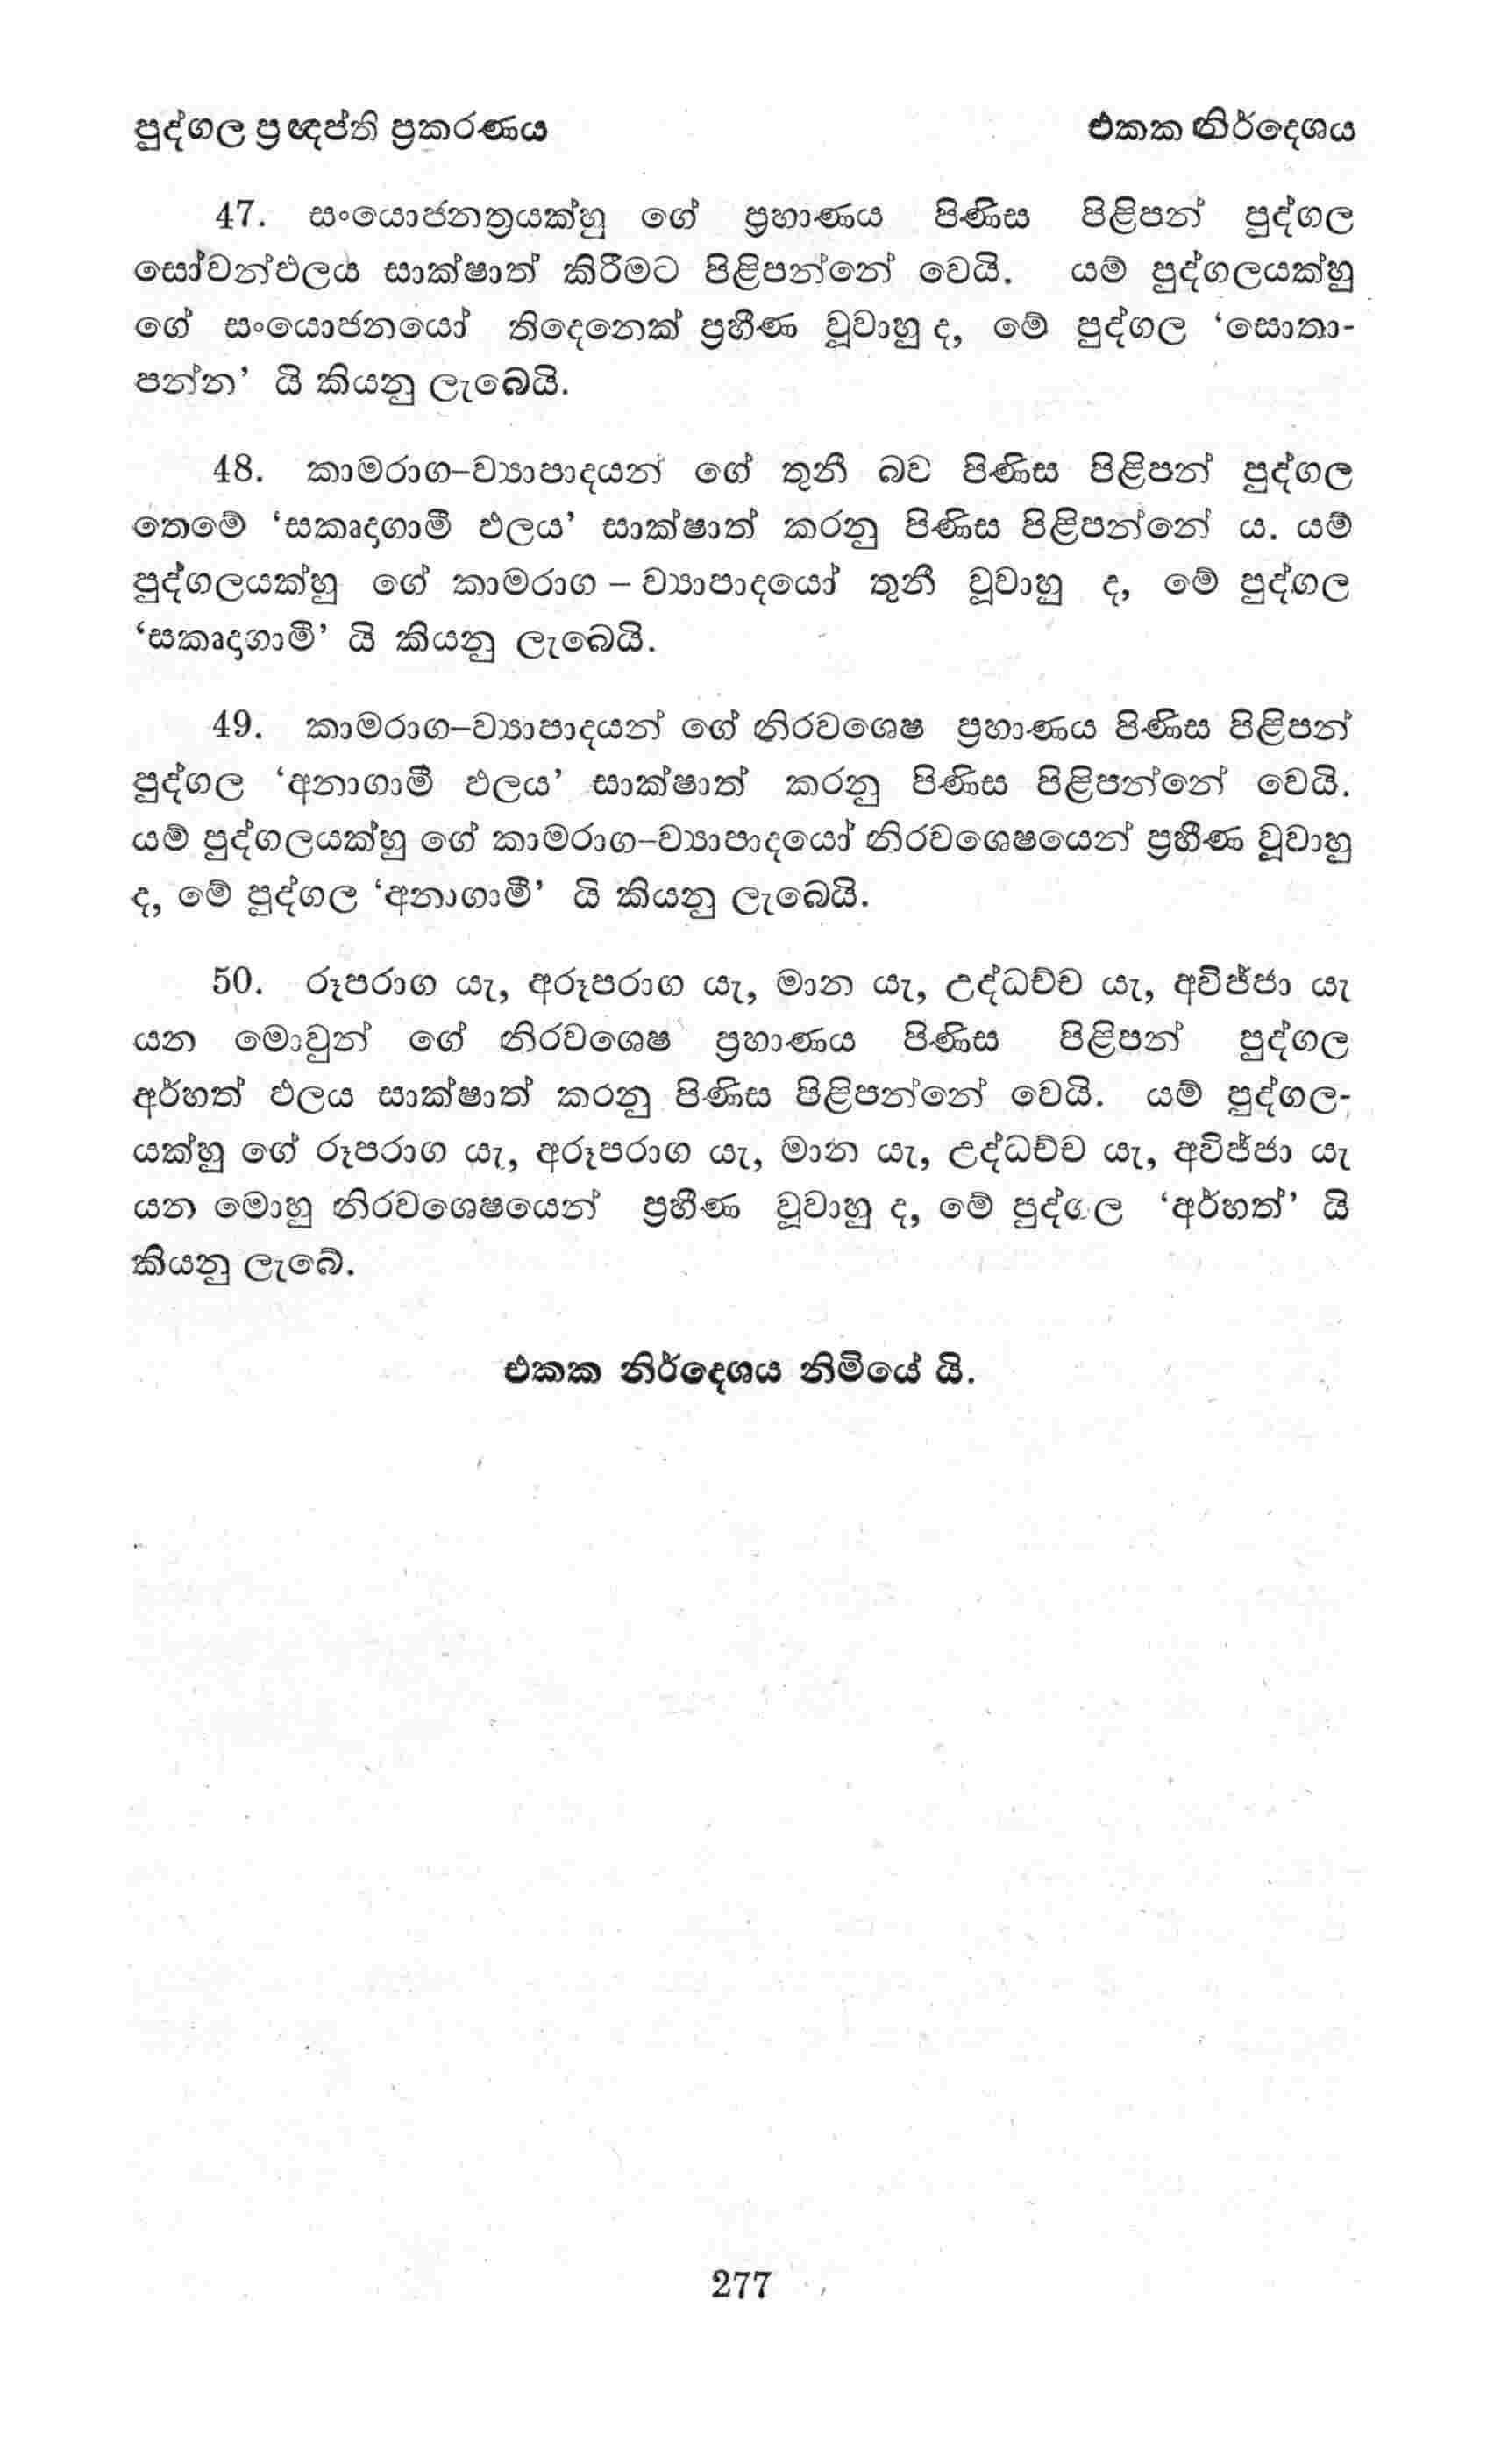 පුද්ගල ප්‍රඥප්ති ප්‍රකරණය	එකක නිර්දෙශය
47. සංයොජනත්‍රයක්හු ගේ ප්‍රහාණය පිණිස පිළිපන් පුද්ගල
සෝවන්ඵලය සාක්ෂාත් කිරීමට පිළිපන්නේ වෙයි. යම් පුද්ගලයක්හු
ගේ සංයොජනයෝ තිදෙනෙක් ප්‍රහීණ වූවාහු ද, මේ පුද්ගල ‘සොතා-
පන්න’ යි කියනු ලැබෙයි.
48. කාමරාග–ව්‍යාපාදයන් ගේ තුනී බව පිණිස පිළිපන් පුද්ගල
තෙමේ ‘සකෘදාගාමී ඵලය’ සාක්ෂාත් කරනු පිණිස පිළිපන්නේ ය. යම්
පුද්ගලයක්හු ගේ කාමරාග – ව්‍යාපාදයෝ තුනී වූවාහු ද, මේ පුද්ගල
‘සකෘදාගාමී’ යි කියනු ලැබෙයි.
49. කාමරාග–ව්‍යාපාදයන් ගේ නිරවශෙෂ ප්‍රහාණය පිණිස පිළිපන්
පුද්ගල ‘අනාගාමී ඵලය’ සාක්ෂාත් කරනු පිණිස පිළිපන්නේ වෙයි.
යම් පුද්ගලයක්හු ගේ කාමරාග–ව්‍යාපාදයෝ නිරවශෙෂයෙන් ප්‍රහීණ වූවාහු
ද, මේ පුද්ගල ‘අනාගාමී’ යි කියනු ලැබෙයි.
50. රූපරාග යැ, අරූපරාග යැ, මාන යැ, උද්ධච්ච යැ, අවිජ්ජා යැ
යන මොවුන් ගේ නිරවශෙෂ ප්‍රහාණය පිණිස පිළිපන් පුද්ගල
අර්හත් ඵලය සාක්ෂාත් කරනු පිණිස පිළිපන්නේ වෙයි. යම් පුද්ගල-
යක්හු ගේ රූපරාග යැ, අරූපරාග යැ, මාන යැ, උද්ධච්ච යැ, අවිජ්ජා යැ
යන මොහු නිරවශෙෂයෙන් ප්‍රහීණ වූවාහු ද, මේ පුද්ගල ‘අර්හත්’ යි
කියනු ලැබේ.
එකක නිර්දෙශය නිමියේ යි.
277